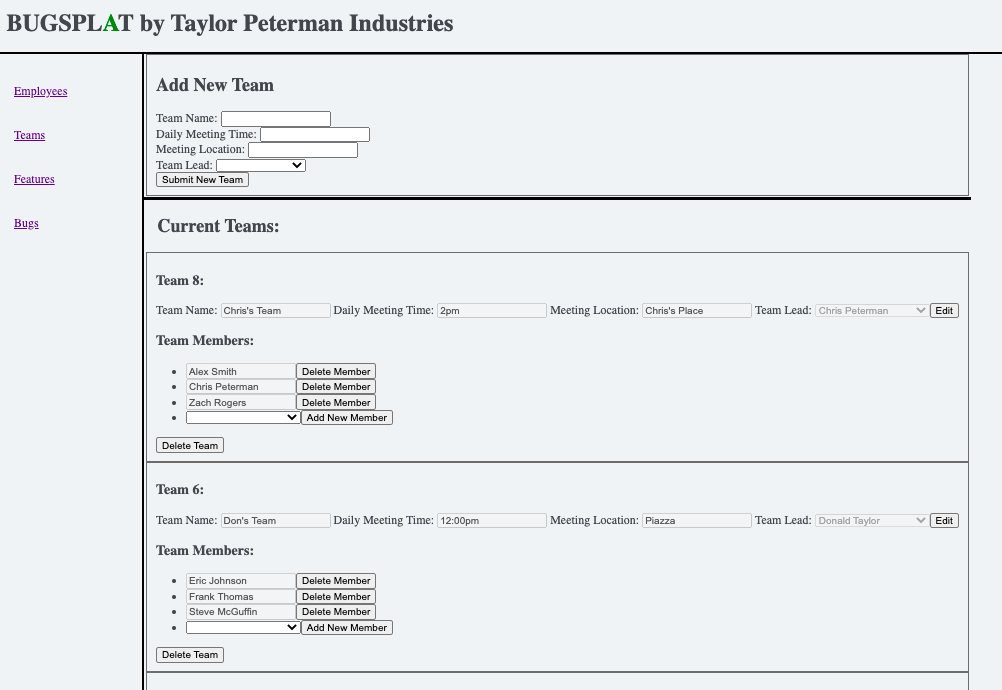 BUGSPLAT by Taylor Peterman Industries
Employees
Teams
Features
Bugs
Add New Team
Team Name:
Daily Meeting Time:
Meeting Location:
Team Lead:
Submit New Team
Current Teams:
Team 8:
Team Name: Chris's Team Daily Meeting Time: 2pm Meeting Location: Chris's Place Team Lead: Chris Peterman Edit
Team Members:
Alex Smith Delete Member
Chris Peterman Delete Member
Zach Rogers Delete Member
Add New Member
Delete Team
Team 6:
Team Name: Don's Team Daily Meeting Time: 12:00pm Meeting Location: Piazza Team Lead: Donald Taylor Edit
Team Members:
Eric Johnson Delete Member
Frank Thomas Delete Member
Steve McGuffin Delete Member
Add New Member
Delete Team